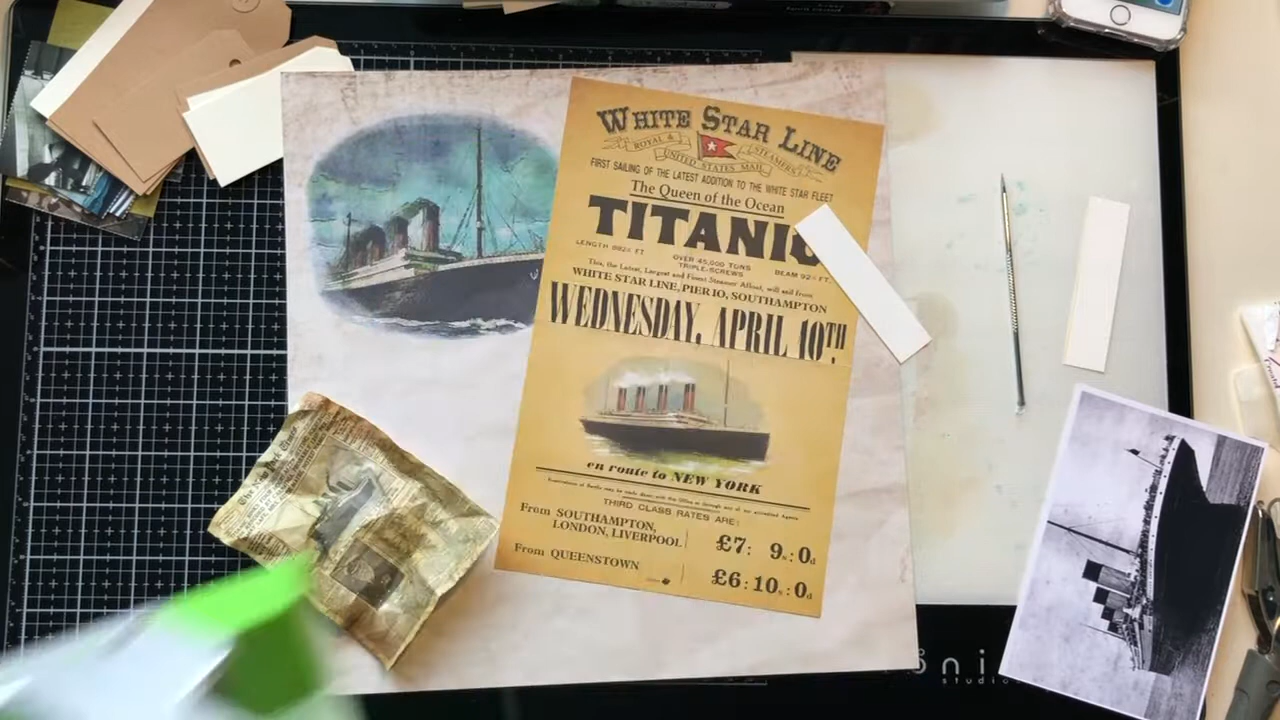 WHITE STAR LINE
ROYAL & STEAMERS
UNITED STATES MAIL
FIRST SAILING OF THE LATEST ADDITION TO THE WHITE STAR FLEET
The Queen of the Ocean
TITANIC
LENGTH 882½ FT OVER 45,000 TONS BEAM 92½ FT.
TRIPLE-SCREWS
This, the Latest, Largest and Finest Steamer Afloat, will sail from
WHITE STAR LINE, PIER 10, SOUTHAMPTON
WEDNESDAY, APRIL 10TH
en route to NEW YORK
THIRD CLASS RATES ARE:
From SOUTHAMPTON,
LONDON, LIVERPOOL £7: 9s.: 0d
From QUEENSTOWN £6: 10s.: 0d
studio